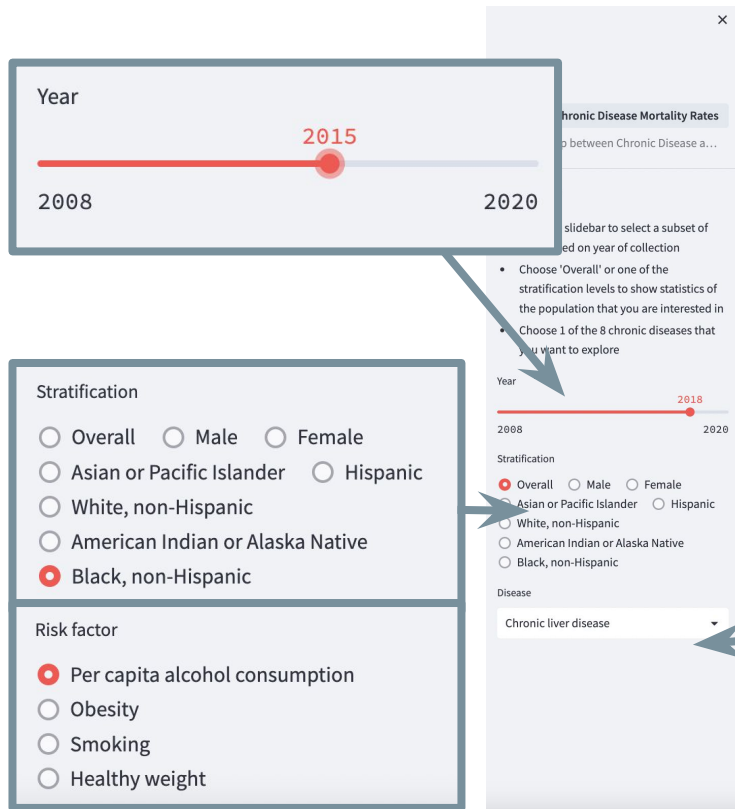 Year
2015
2008 2020
Stratification
Overall Male Female
Asian or Pacific Islander Hispanic
White, non-Hispanic
American Indian or Alaska Native
Black, non-Hispanic
Risk factor
Per capita alcohol consumption
Obesity
Smoking
Healthy weight
×
hronic Disease Mortality Rates
between Chronic Disease a...
slidebar to select a subset of
on year of collection
• Choose 'Overall' or one of the
stratification levels to show statistics of
the population that you are interested in
• Choose 1 of the 8 chronic diseases that
you want to explore
Year
2018
2008 2020
Stratification
Overall Male Female
Asian or Pacific Islander Hispanic
White, non-Hispanic
American Indian or Alaska Native
Black, non-Hispanic
Disease
Chronic liver disease